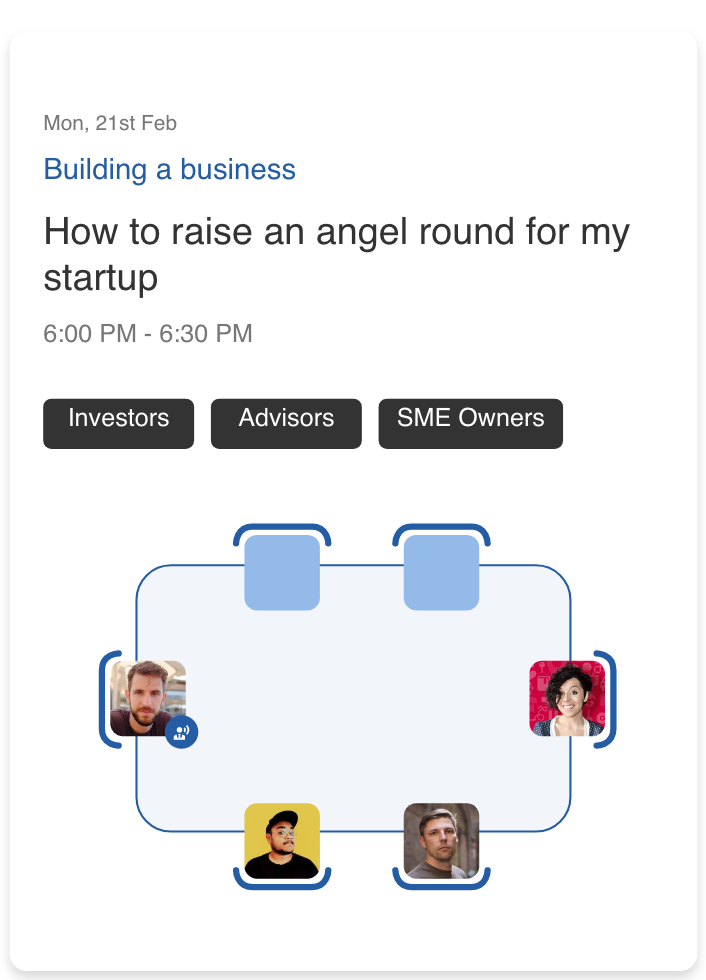 Mon, 21st Feb
Building a business
How to raise an angel round for my
startup
6:00 PM - 6:30 PM
Investors
Advisors
SME Owners